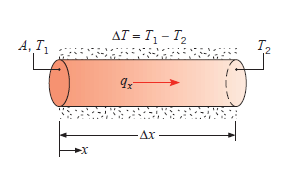 ΔT = T₁ − T₂
A, T₁
T₂
qₓ
Δx
x